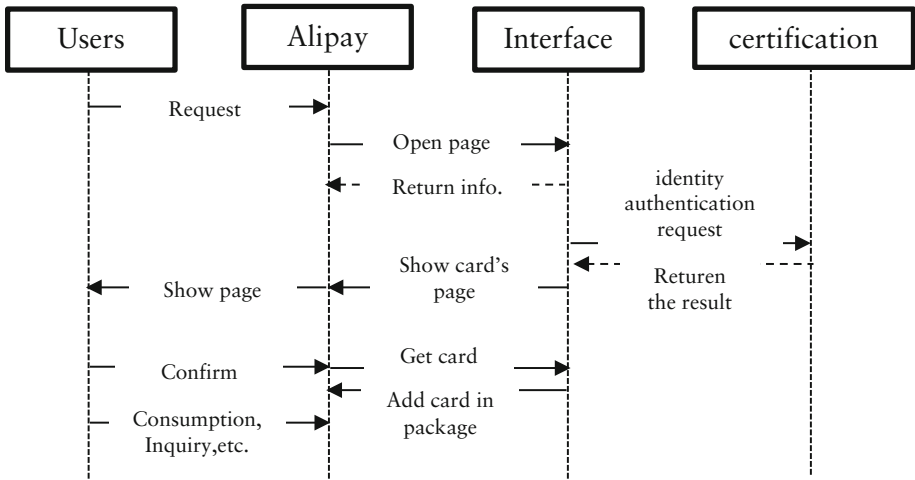 Users
Alipay
Interface
certification
Request
Open page
Return info.
identity
authentication
request
Show card's
page
Show page
Returen
the result
Confirm
Get card
Add card in
package
Consumption,
Inquiry,etc.